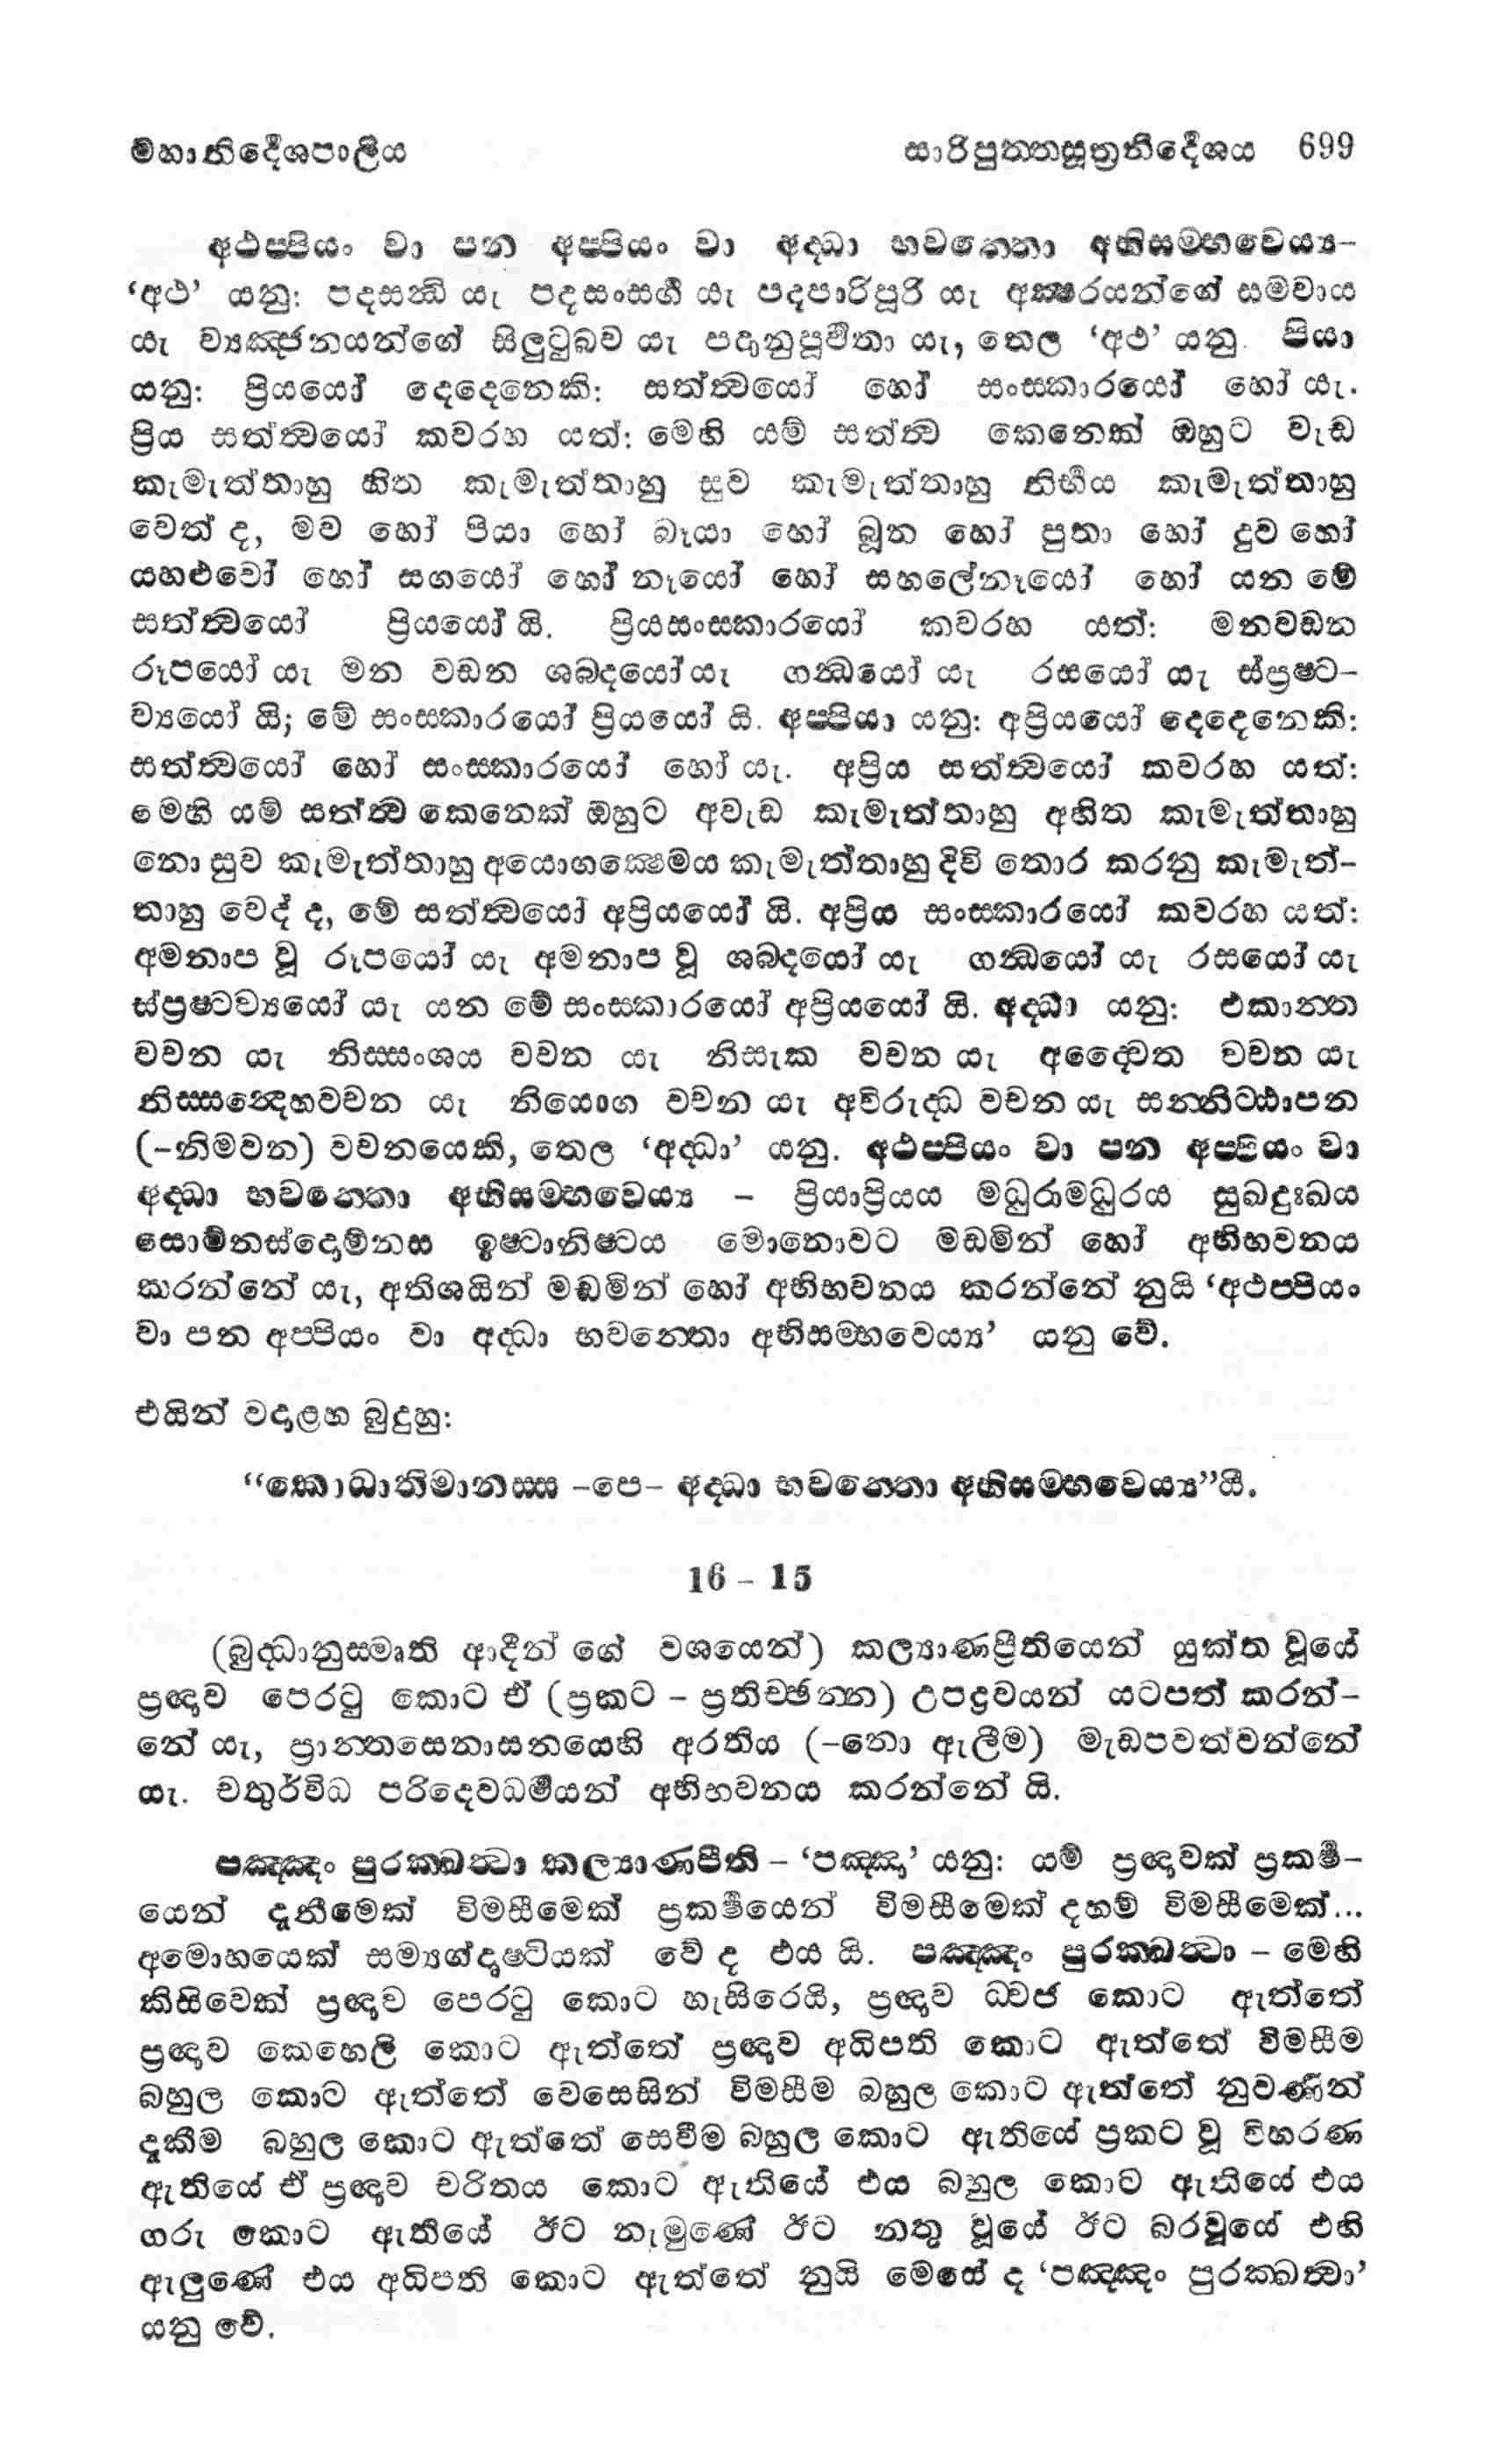 මහානිර්‍දෙශපාලිය සාරිපුත්‍තසූත්‍රනිර්‍දෙශය 699
අථප්පියං වා පන අප්පියං වා අද්ධා භවන්තො අභිසම්භවෙය්‍ය–
‘අථ’ යනු: පදසන්‍ධි යැ පදසංසර්‍ග යැ පදපාරිපූරි යැ අක්‍ෂරයන්ගේ සමවාය
යැ ව්‍යඤ්ජනයන්ගේ සිලුටුබව යැ පදානුපූර්‍වතා යැ, තෙල ‘අථ’ යනු. පියා
යනු: ප්‍රියයෝ දෙදෙනෙකි: සත්ත්‍වයෝ හෝ සංස්කාරයෝ හෝ යැ.
ප්‍රිය සත්ත්‍වයෝ කවරහ යත්: මෙහි යම් සත්ත්‍ව කෙනෙක් ඔහුට වැඩ
කැමැත්තාහු හිත කැමැත්තාහු සුව කැමැත්තාහු නිර්‍භය කැමැත්තාහු
වෙත් ද, මව හෝ පියා හෝ බෑයා හෝ බූන හෝ පුතා හෝ දුව හෝ
යහළුවෝ හෝ සගයෝ හෝ නෑයෝ හෝ සහලේනෑයෝ හෝ යන මේ
සත්ත්‍වයෝ ප්‍රියයෝ යි. ප්‍රියසංස්කාරයෝ කවරහ යත්: මනවඩන
රූපයෝ යැ මන වඩන ශබ්දයෝ යැ ගන්‍ධයෝ යැ රසයෝ යැ ස්ප්‍රෂ්ට–
ව්‍යයෝ යි; මේ සංස්කාරයෝ ප්‍රියයෝ යි. අප්පියා යනු: අප්‍රියයෝ දෙදෙනෙකි:
සත්ත්‍වයෝ හෝ සංස්කාරයෝ හෝ යැ. අප්‍රිය සත්ත්‍වයෝ කවරහ යත්:
මෙහි යම් සත්ත්‍ව කෙනෙක් ඔහුට අවැඩ කැමැත්තාහු අහිත කැමැත්තාහු
නො සුව කැමැත්තාහු අයොගක්‍ෂෙමය කැමැත්තාහු දිවි තොර කරනු කැමැත්–
තාහු වෙද් ද, මේ සත්ත්‍වයෝ අප්‍රියයෝ යි. අප්‍රිය සංස්කාරයෝ කවරහ යත්:
අමනාප වූ රූපයෝ යැ අමනාප වූ ශබ්දයෝ යැ ගන්‍ධයෝ යැ රසයෝ යැ
ස්ප්‍රෂ්ටව්‍යයෝ යැ යන මේ සංස්කාරයෝ අප්‍රියයෝ යි. අද්ධා යනු: එකාන්ත
වචන යැ නිස්සංශය වචන යැ නිසැක වචන යැ අද්වෛත වචන යැ
නිස්සන්‍දෙහවචන යැ නියොග වචන යැ අවිරුද්ධ වචන යැ සන්නිට්ඨාපන
(–නිමවන) වචනයෙකි, තෙල ‘අද්ධා’ යනු. අථප්පියං වා පන අප්පියං වා
අද්ධා භවන්තො අභිසම්භවෙය්‍ය – ප්‍රියාප්‍රියය මධුරාමධුරය සුඛදුඃඛය
සොම්නස්දොම්නස ඉෂ්ටානිෂ්ටය මොනොවට මඩමින් හෝ අභිභවනය
කරන්නේ යැ, අතිශයින් මඩමින් හෝ අභිභවනය කරන්නේ නුයි ‘අථප්පියං
වා පන අප්පියං වා අද්ධා භවන්තො අභිසම්භවෙය්‍ය’ යනු වේ.
එයින් වදාළහ බුදුහු:
“කොධාතිමානස්ස –පෙ– අද්ධා භවන්තො අභිසම්භවෙය්‍ය”යි.
16 – 15
(බුද්ධානුස්මෘති ආදීන් ගේ වශයෙන්) කල්‍යාණප්‍රීතියෙන් යුක්ත වූයේ
ප්‍රඥාව පෙරටු කොට ඒ (ප්‍රකට – ප්‍රතිච්ඡන්න) උපද්‍රවයන් යටපත් කරන්–
නේ යැ, ප්‍රාන්තසෙනාසනයෙහි අරතිය (–නො ඇලීම) මැඩපවත්වන්නේ
යැ. චතුර්විධ පරිදෙවධර්‍මයන් අභිභවනය කරන්නේ යි.
පඤ්ඤං පුරක්ඛත්‍වා කල්‍යාණපීති – ‘පඤ්ඤා’ යනු: යම් ප්‍රඥාවක් ප්‍රකර්‍ෂ–
යෙන් දැනීමෙක් විමසීමෙක් ප්‍රකර්‍ෂයෙන් විමසීමෙක් දහම් විමසීමෙක්...
අමොහයෙක් සම්‍යග්දෘෂ්ටියක් වේ ද එය යි. පඤ්ඤං පුරක්ඛත්‍වා – මෙහි
කිසිවෙක් ප්‍රඥාව පෙරටු කොට හැසිරෙයි, ප්‍රඥාව ධ්වජ කොට ඇත්තේ
ප්‍රඥාව කෙහෙලි කොට ඇත්තේ ප්‍රඥාව අධිපති කොට ඇත්තේ විමසීම
බහුල කොට ඇත්තේ වෙසෙසින් විමසීම බහුල කොට ඇත්තේ නුවණින්
දැකීම බහුල කොට ඇත්තේ සෙවීම බහුල කොට ඇතියේ ප්‍රකට වූ විහරණ
ඇතියේ ඒ ප්‍රඥාව චරිතය කොට ඇතියේ එය බහුල කොට ඇතියේ එය
ගරු කොට ඇතියේ ඊට නැමුණේ ඊට නතු වූයේ ඊට බරවූයේ එහි
ඇලුණේ එය අධිපති කොට ඇත්තේ නුයි මෙසේ ද ‘පඤ්ඤං පුරක්ඛත්‍වා’
යනු වේ.